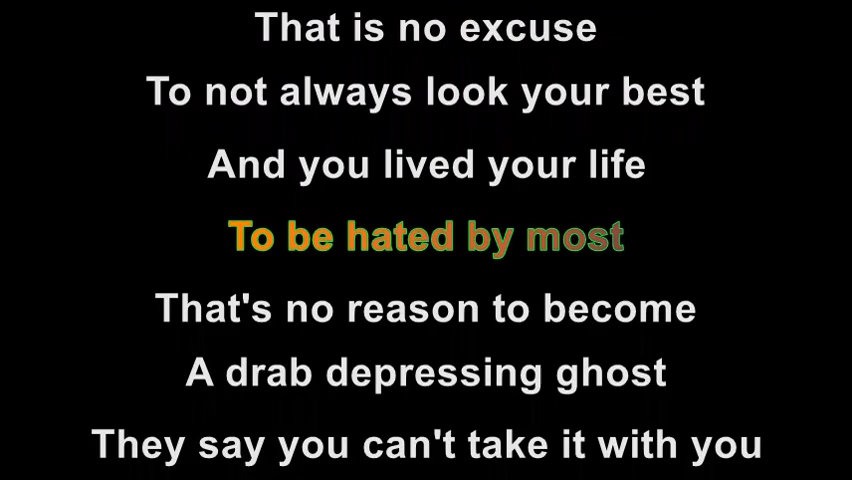 That is no excuse
To not always look your best
And you lived your life
To be hated by most
That's no reason to become
A drab depressing ghost
They say you can't take it with you